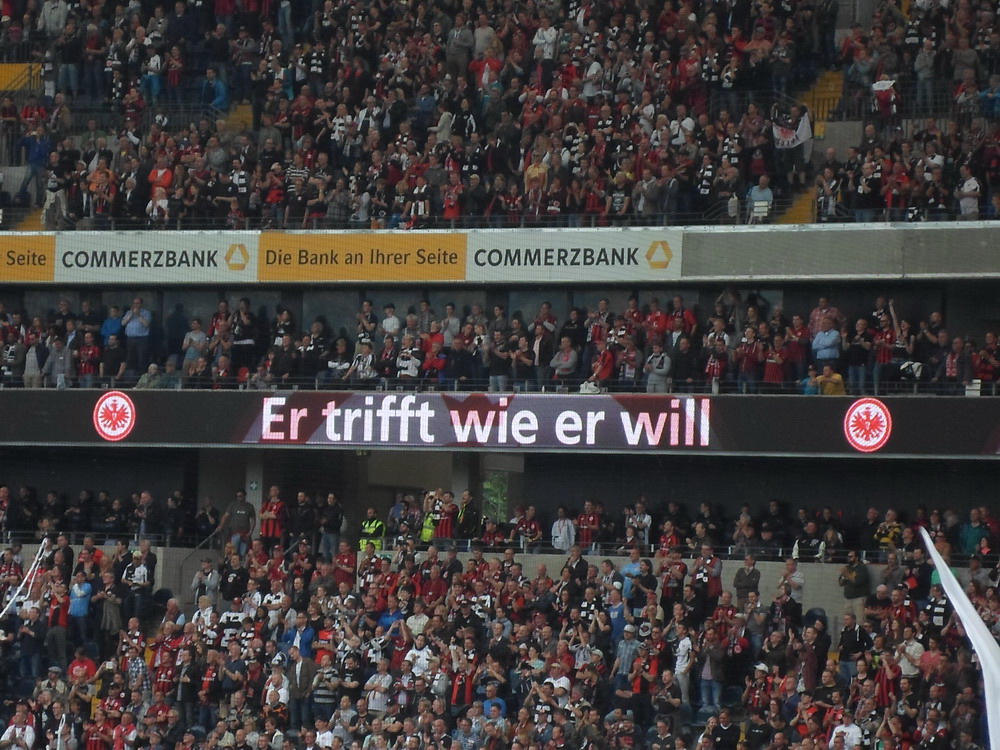 r Seite COMMERZBANK Die Bank an Ihrer Seite COMMERZBANK
Er trifft wie er will